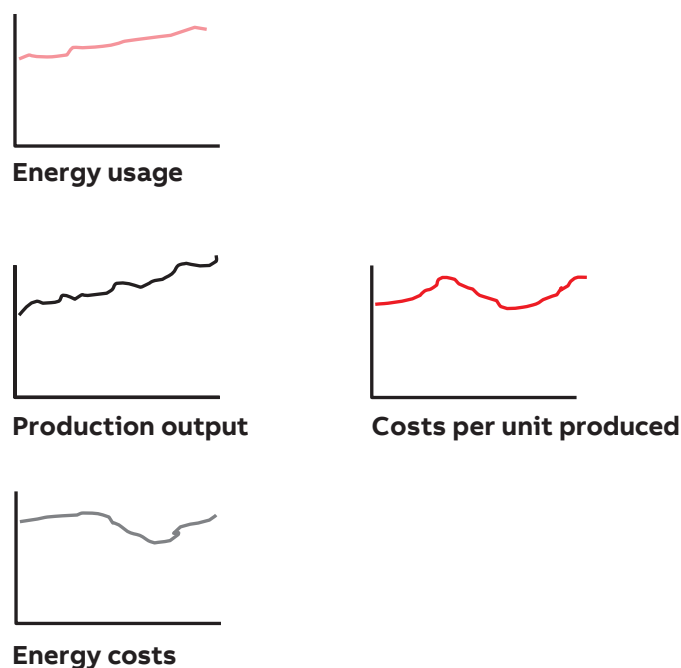 Energy usage
Production output
Costs per unit produced
Energy costs